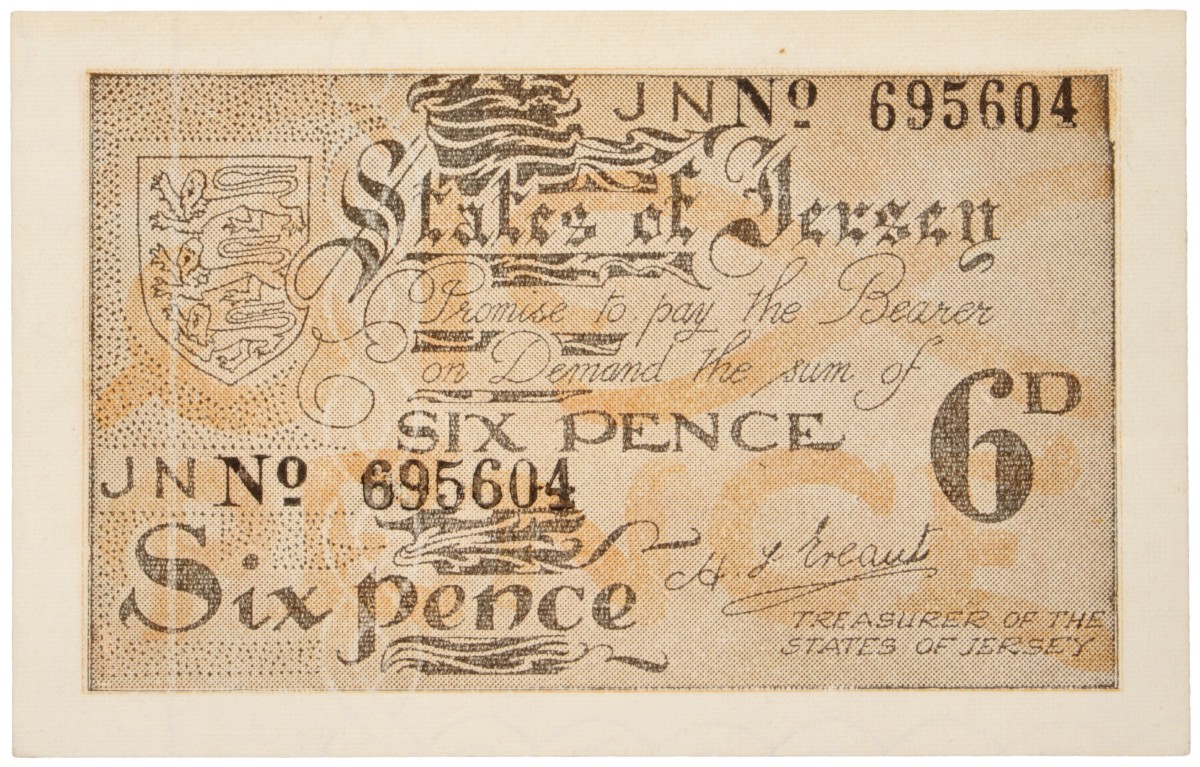 JN No 695604
States of Jersey
Promise to pay the Bearer
on Demand the sum of
SIX PENCE
6D
JN No 695604
Six pence
H. F. Ereaut
TREASURER OF THE
STATES OF JERSEY